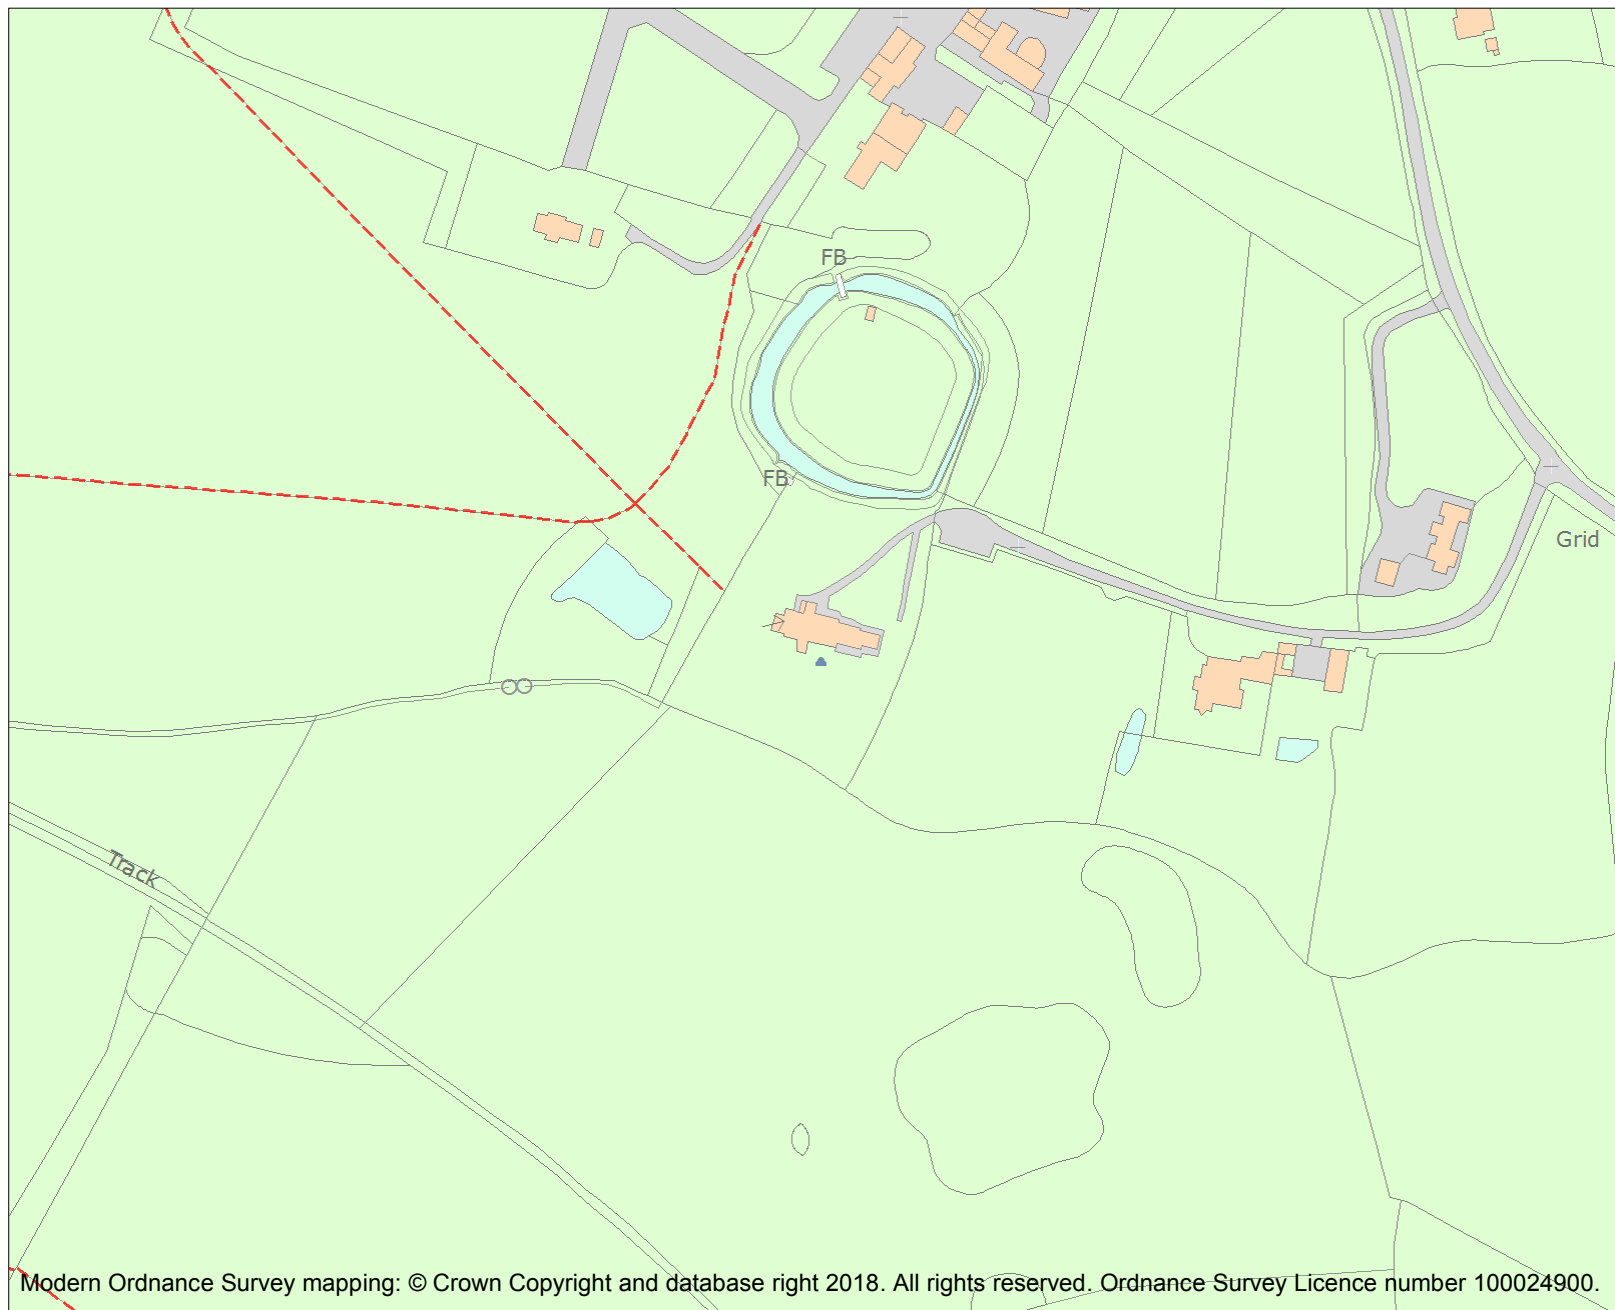 FB
FB
Grid
Track
Modern Ordnance Survey mapping: © Crown Copyright and database right 2018. All rights reserved. Ordnance Survey Licence number 100024900.